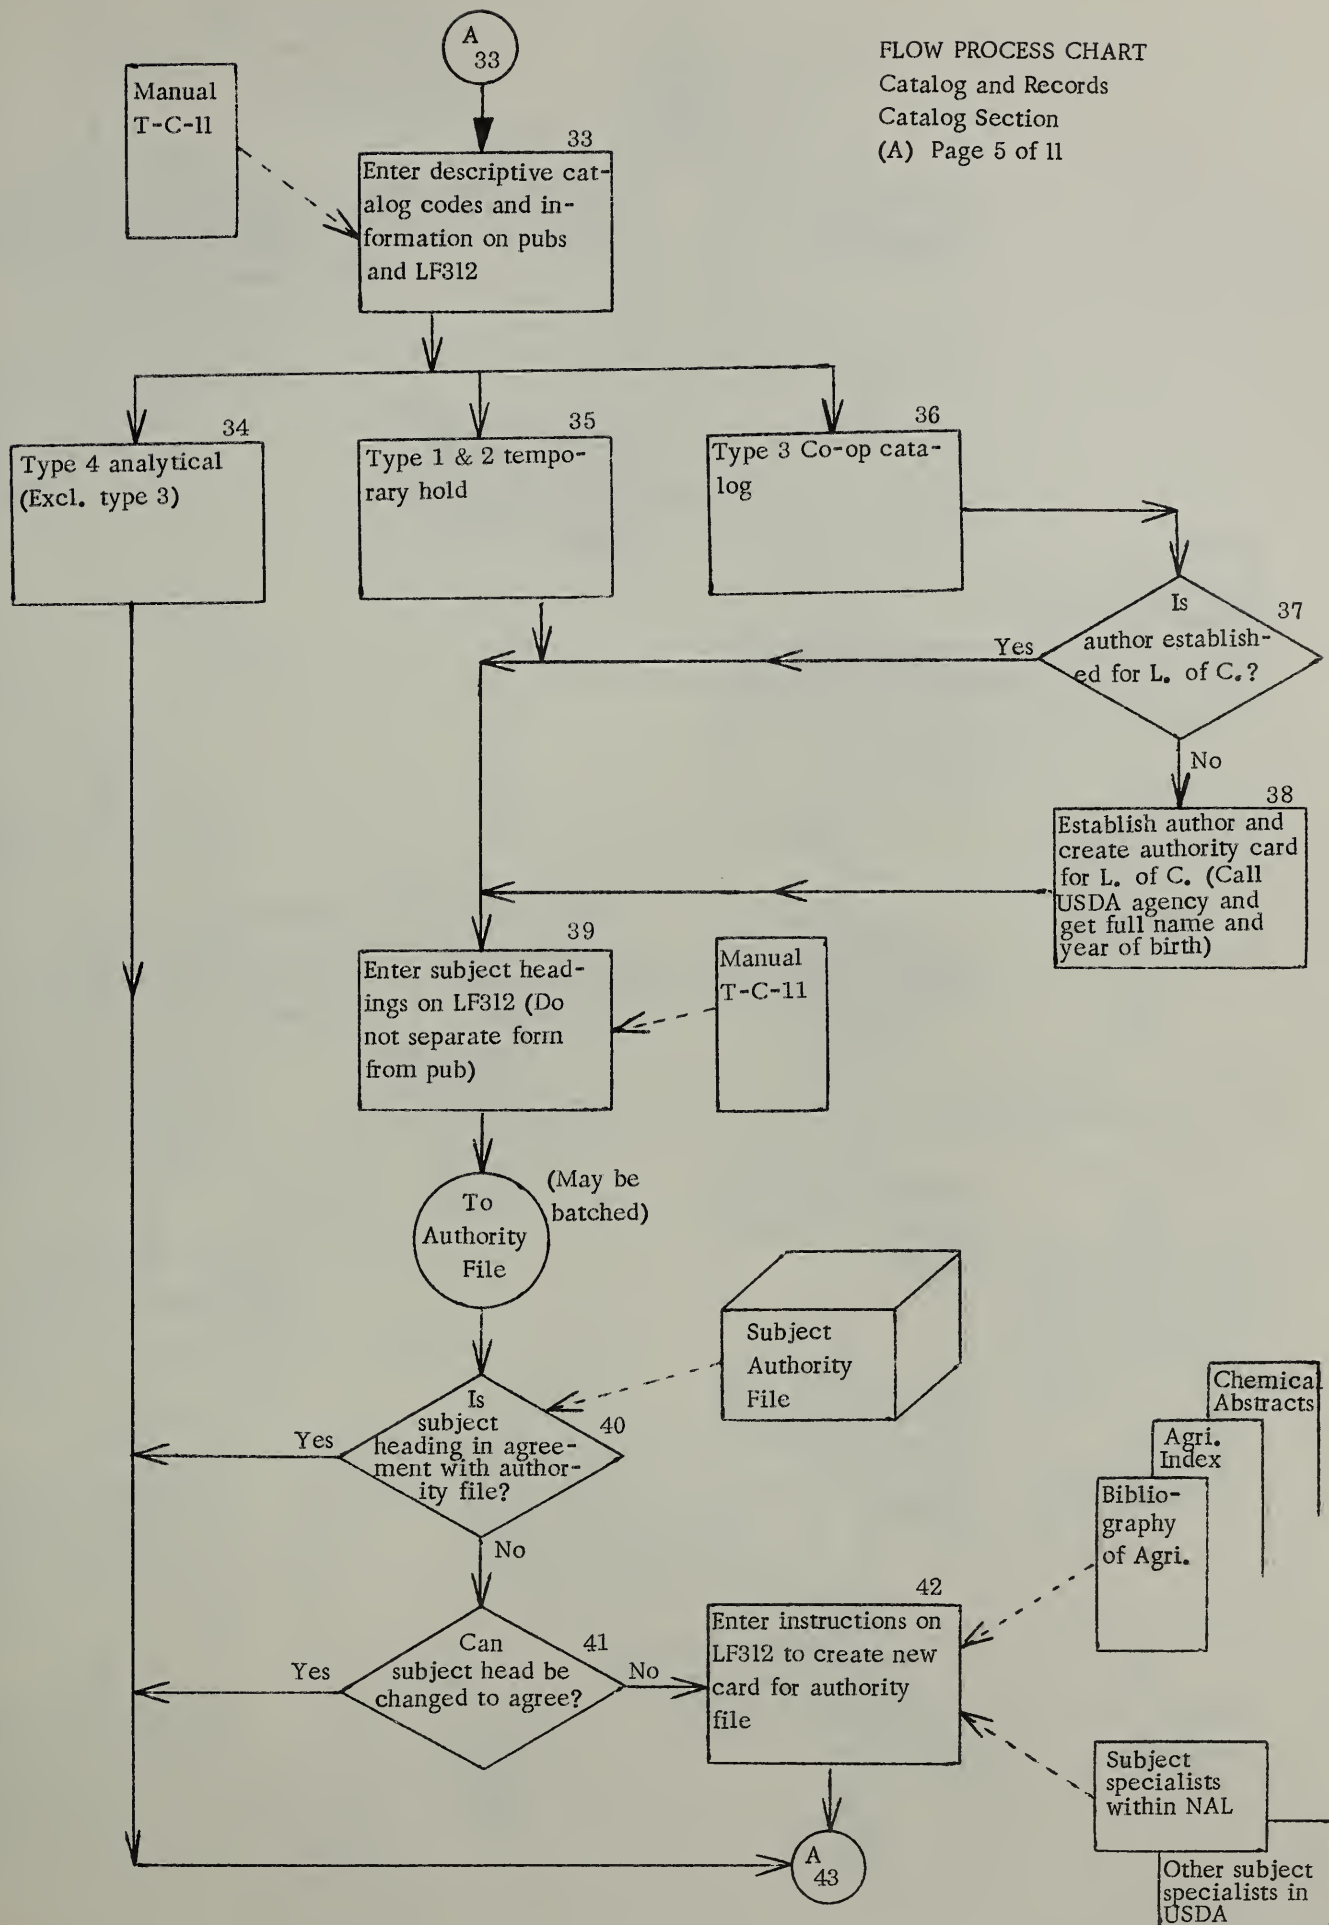 A
33
FLOW PROCESS CHART
Catalog and Records
Catalog Section
(A) Page 5 of 11
Manual
T-C-11
33
Enter descriptive cat-
alog codes and in-
formation on pubs
and LF312
34
Type 4 analytical
(Excl. type 3)
35
Type 1 & 2 tempo-
rary hold
36
Type 3 Co-op cata-
log
37
Is
author establish-
ed for L. of C.?
Yes
No
38
Establish author and
create authority card
for L. of C. (Call
USDA agency and
get full name and
year of birth)
39
Enter subject head-
ings on LF312 (Do
not separate form
from pub)
Manual
T-C-11
To
Authority
File
(May be
batched)
Subject
Authority
File
40
Is
subject
heading in agree-
ment with author-
ity file?
Yes
No
Chemical
Abstracts
Agri.
Index
Biblio-
graphy
of Agri.
41
Can
subject head be
changed to agree?
Yes
No
42
Enter instructions on
LF312 to create new
card for authority
file
Subject
specialists
within NAL
Other subject
specialists in
USDA
A
43